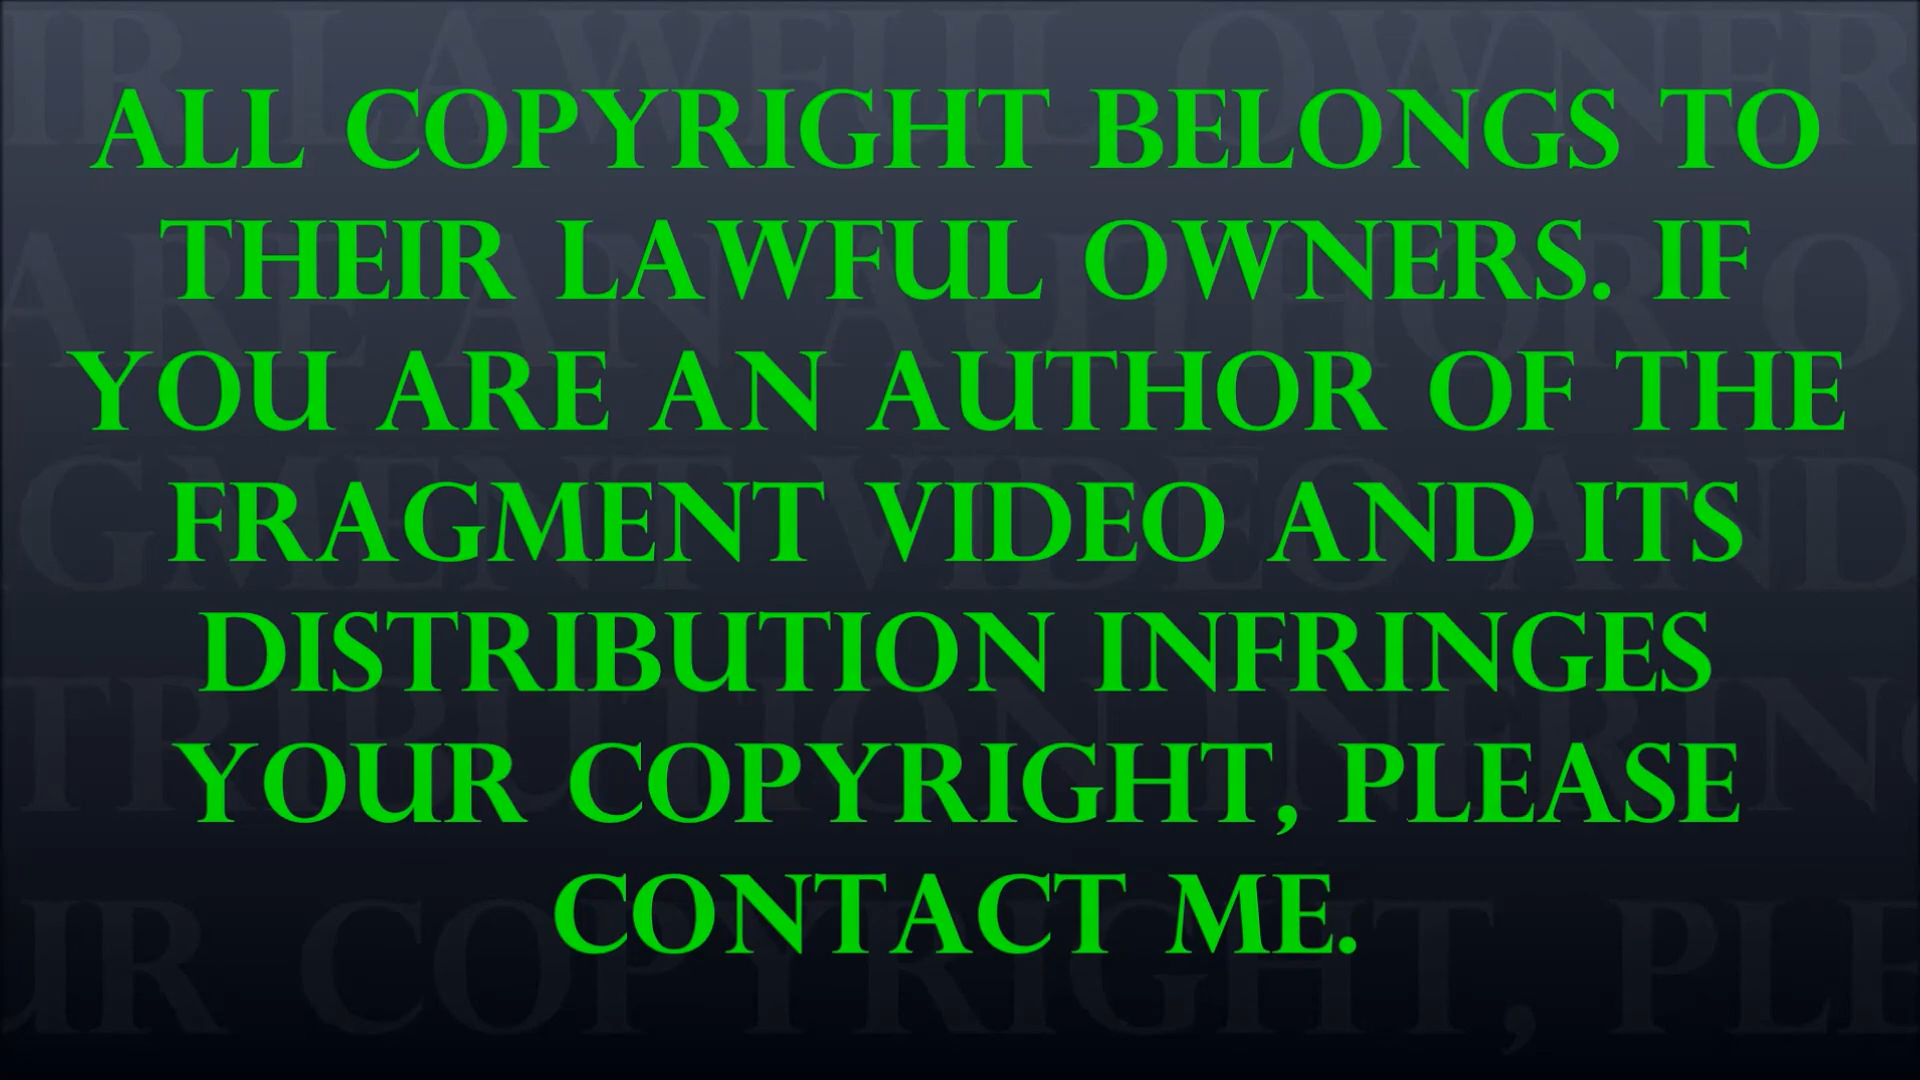 ALL COPYRIGHT BELONGS TO
THEIR LAWFUL OWNERS. IF
YOU ARE AN AUTHOR OF THE
FRAGMENT VIDEO AND ITS
DISTRIBUTION INFRINGES
YOUR COPYRIGHT, PLEASE
CONTACT ME.